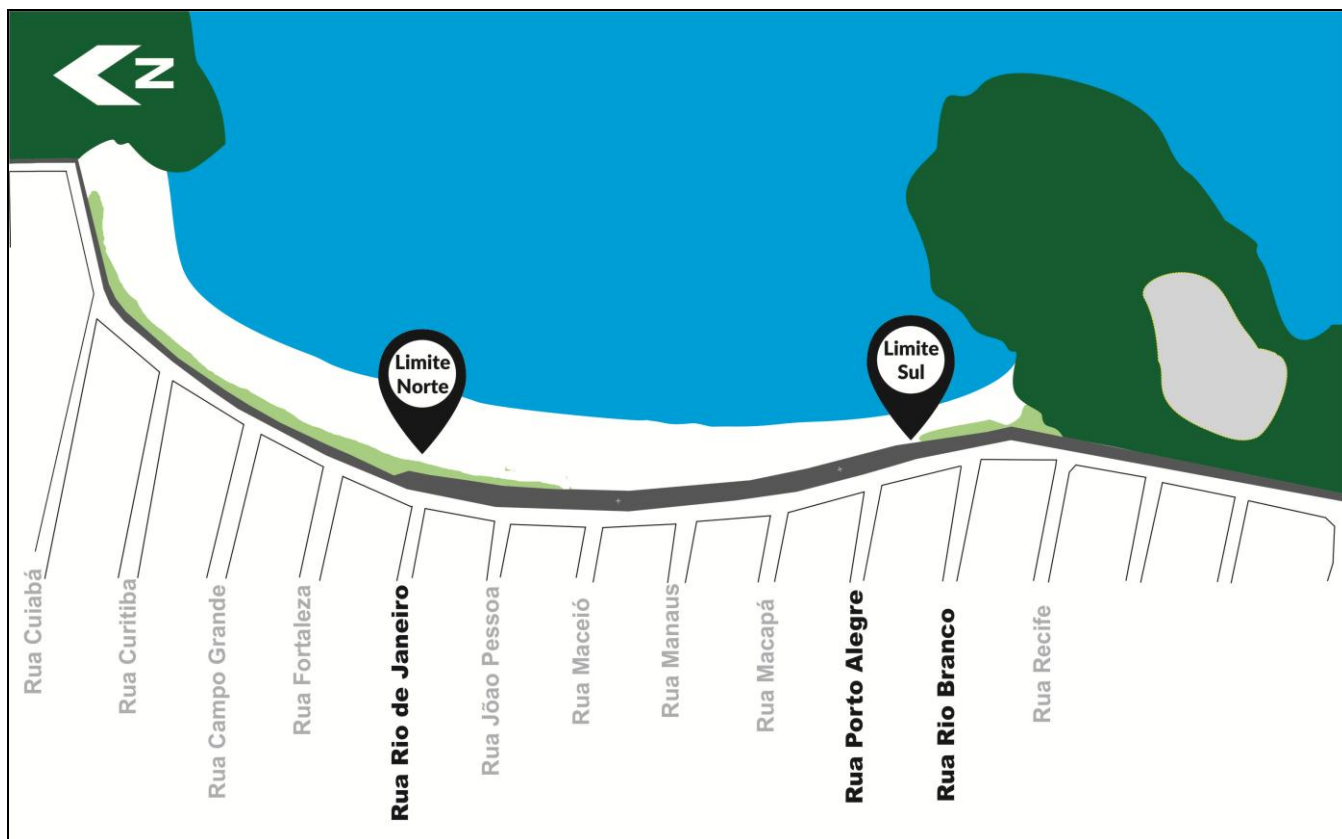 N
Limite
Norte
Limite
Sul
Rua Cuiabá
Rua Curitiba
Rua Campo Grande
Rua Fortaleza
Rua Rio de Janeiro
Rua Jõao Pessoa
Rua Maceió
Rua Manaus
Rua Macapá
Rua Porto Alegre
Rua Rio Branco
Rua Recife